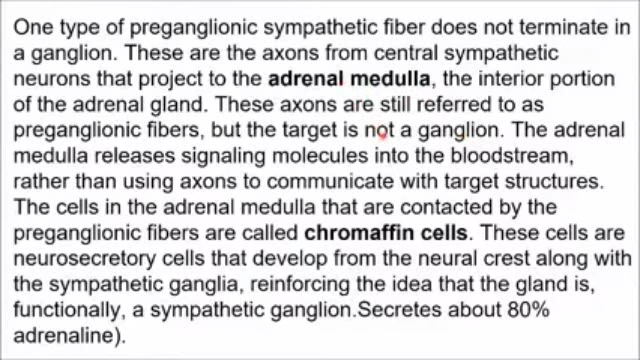 One type of preganglionic sympathetic fiber does not terminate in
a ganglion. These are the axons from central sympathetic
neurons that project to the adrenal medulla, the interior portion
of the adrenal gland. These axons are still referred to as
preganglionic fibers, but the target is not a ganglion. The adrenal
medulla releases signaling molecules into the bloodstream,
rather than using axons to communicate with target structures.
The cells in the adrenal medulla that are contacted by the
preganglionic fibers are called chromaffin cells. These cells are
neurosecretory cells that develop from the neural crest along with
the sympathetic ganglia, reinforcing the idea that the gland is,
functionally, a sympathetic ganglion.Secretes about 80%
adrenaline).